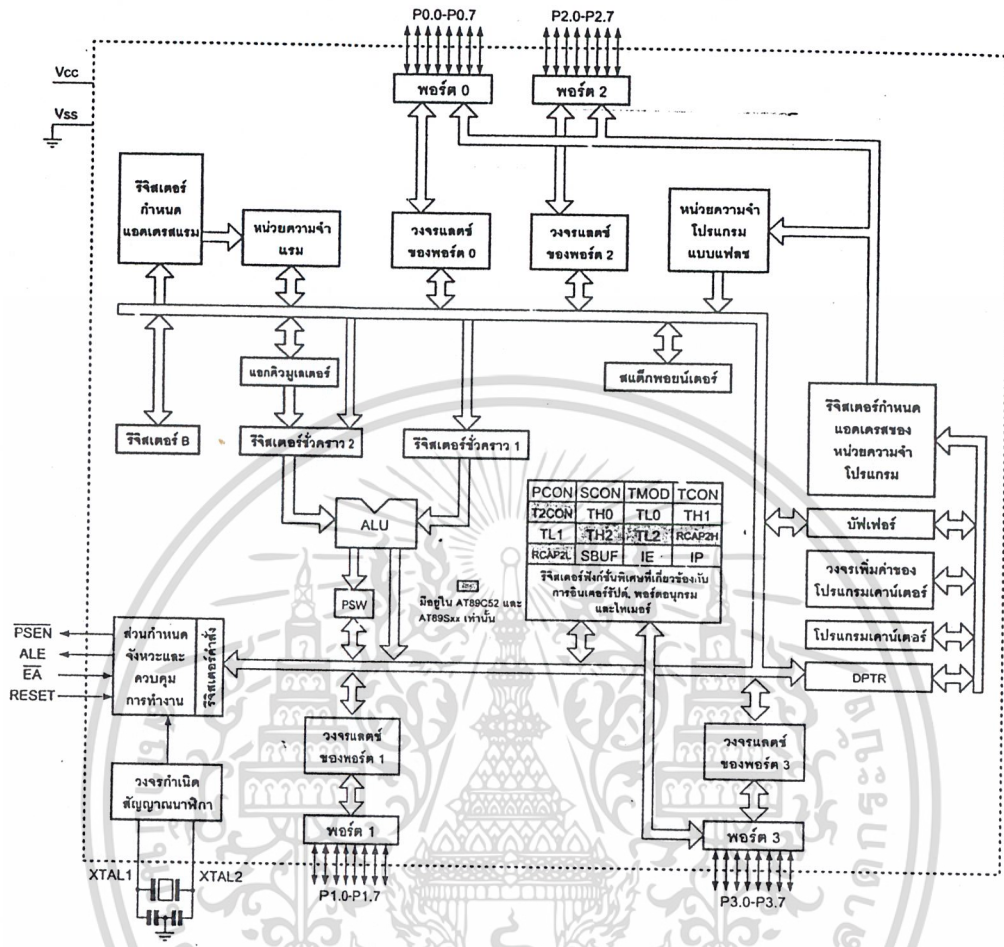 P0.0-P0.7
P2.0-P2.7
Vcc
Vss
พอร์ต 0
พอร์ต 2
รีจิสเตอร์
กำหนด
แอดเดรสแรม
หน่วยความจำ
แรม
วงจรแลตช์
ของพอร์ต 0
วงจรแลตช์
ของพอร์ต 2
หน่วยความจำ
โปรแกรม
แบบแฟลช
แอกคิวมูเลเตอร์
สแต็กพอยน์เตอร์
รีจิสเตอร์ B
รีจิสเตอร์ชั่วคราว 2
รีจิสเตอร์ชั่วคราว 1
รีจิสเตอร์กำหนด
แอดเดรสของ
หน่วยความจำ
โปรแกรม
ALU
PCON SCON TMOD TCON
T2CON TH0 TL0 TH1
TL1 TH2 TL2 RCAP2H
RCAP2L SBUF IE IP
รีจิสเตอร์ฟังก์ชั่นพิเศษที่เกี่ยวข้องกับ
การอินเตอร์รัปต์, พอร์ตอนุกรม
และไทเมอร์
บัฟเฟอร์
วงจรเพิ่มค่าของ
โปรแกรมเคาน์เตอร์
โปรแกรมเคาน์เตอร์
DPTR
PSW
มีอยู่ใน AT89C52 และ
AT89Sxx เท่านั้น
PSEN
ALE
EA
RESET
ส่วนกำหนด
จังหวะและ
ควบคุม
การทำงาน
รีจิสเตอร์คำสั่ง
วงจรแลตช์
ของพอร์ต 1
วงจรแลตช์
ของพอร์ต 3
วงจรกำเนิด
สัญญาณนาฬิกา
พอร์ต 1
พอร์ต 3
XTAL1
XTAL2
P1.0-P1.7
P3.0-P3.7